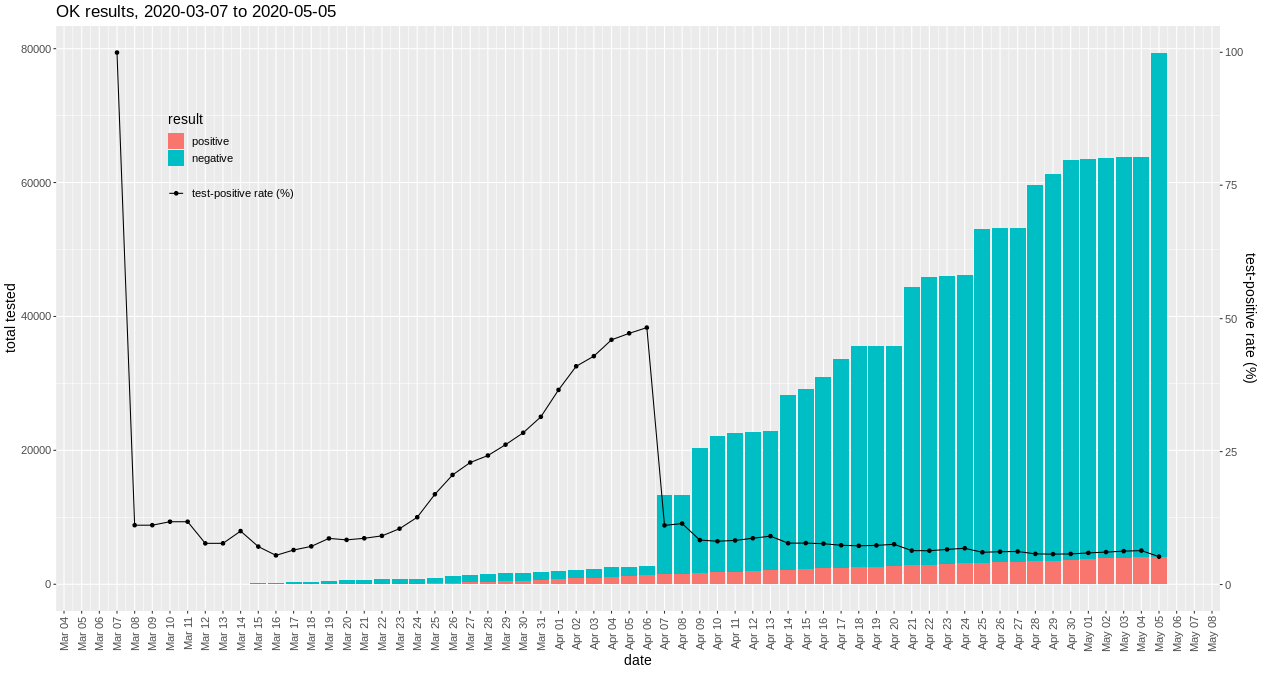 OK results, 2020-03-07 to 2020-05-05
80000
60000
40000
20000
0
total tested
result
positive
negative
test-positive rate (%)
100
75
50
25
0
test-positive rate (%)
Mar 04
Mar 05
Mar 06
Mar 07
Mar 08
Mar 09
Mar 10
Mar 11
Mar 12
Mar 13
Mar 14
Mar 15
Mar 16
Mar 17
Mar 18
Mar 19
Mar 20
Mar 21
Mar 22
Mar 23
Mar 24
Mar 25
Mar 26
Mar 27
Mar 28
Mar 29
Mar 30
Mar 31
Apr 01
Apr 02
Apr 03
Apr 04
Apr 05
Apr 06
Apr 07
Apr 08
Apr 09
Apr 10
Apr 11
Apr 12
Apr 13
Apr 14
Apr 15
Apr 16
Apr 17
Apr 18
Apr 19
Apr 20
Apr 21
Apr 22
Apr 23
Apr 24
Apr 25
Apr 26
Apr 27
Apr 28
Apr 29
Apr 30
May 01
May 02
May 03
May 04
May 05
May 06
May 07
May 08
date